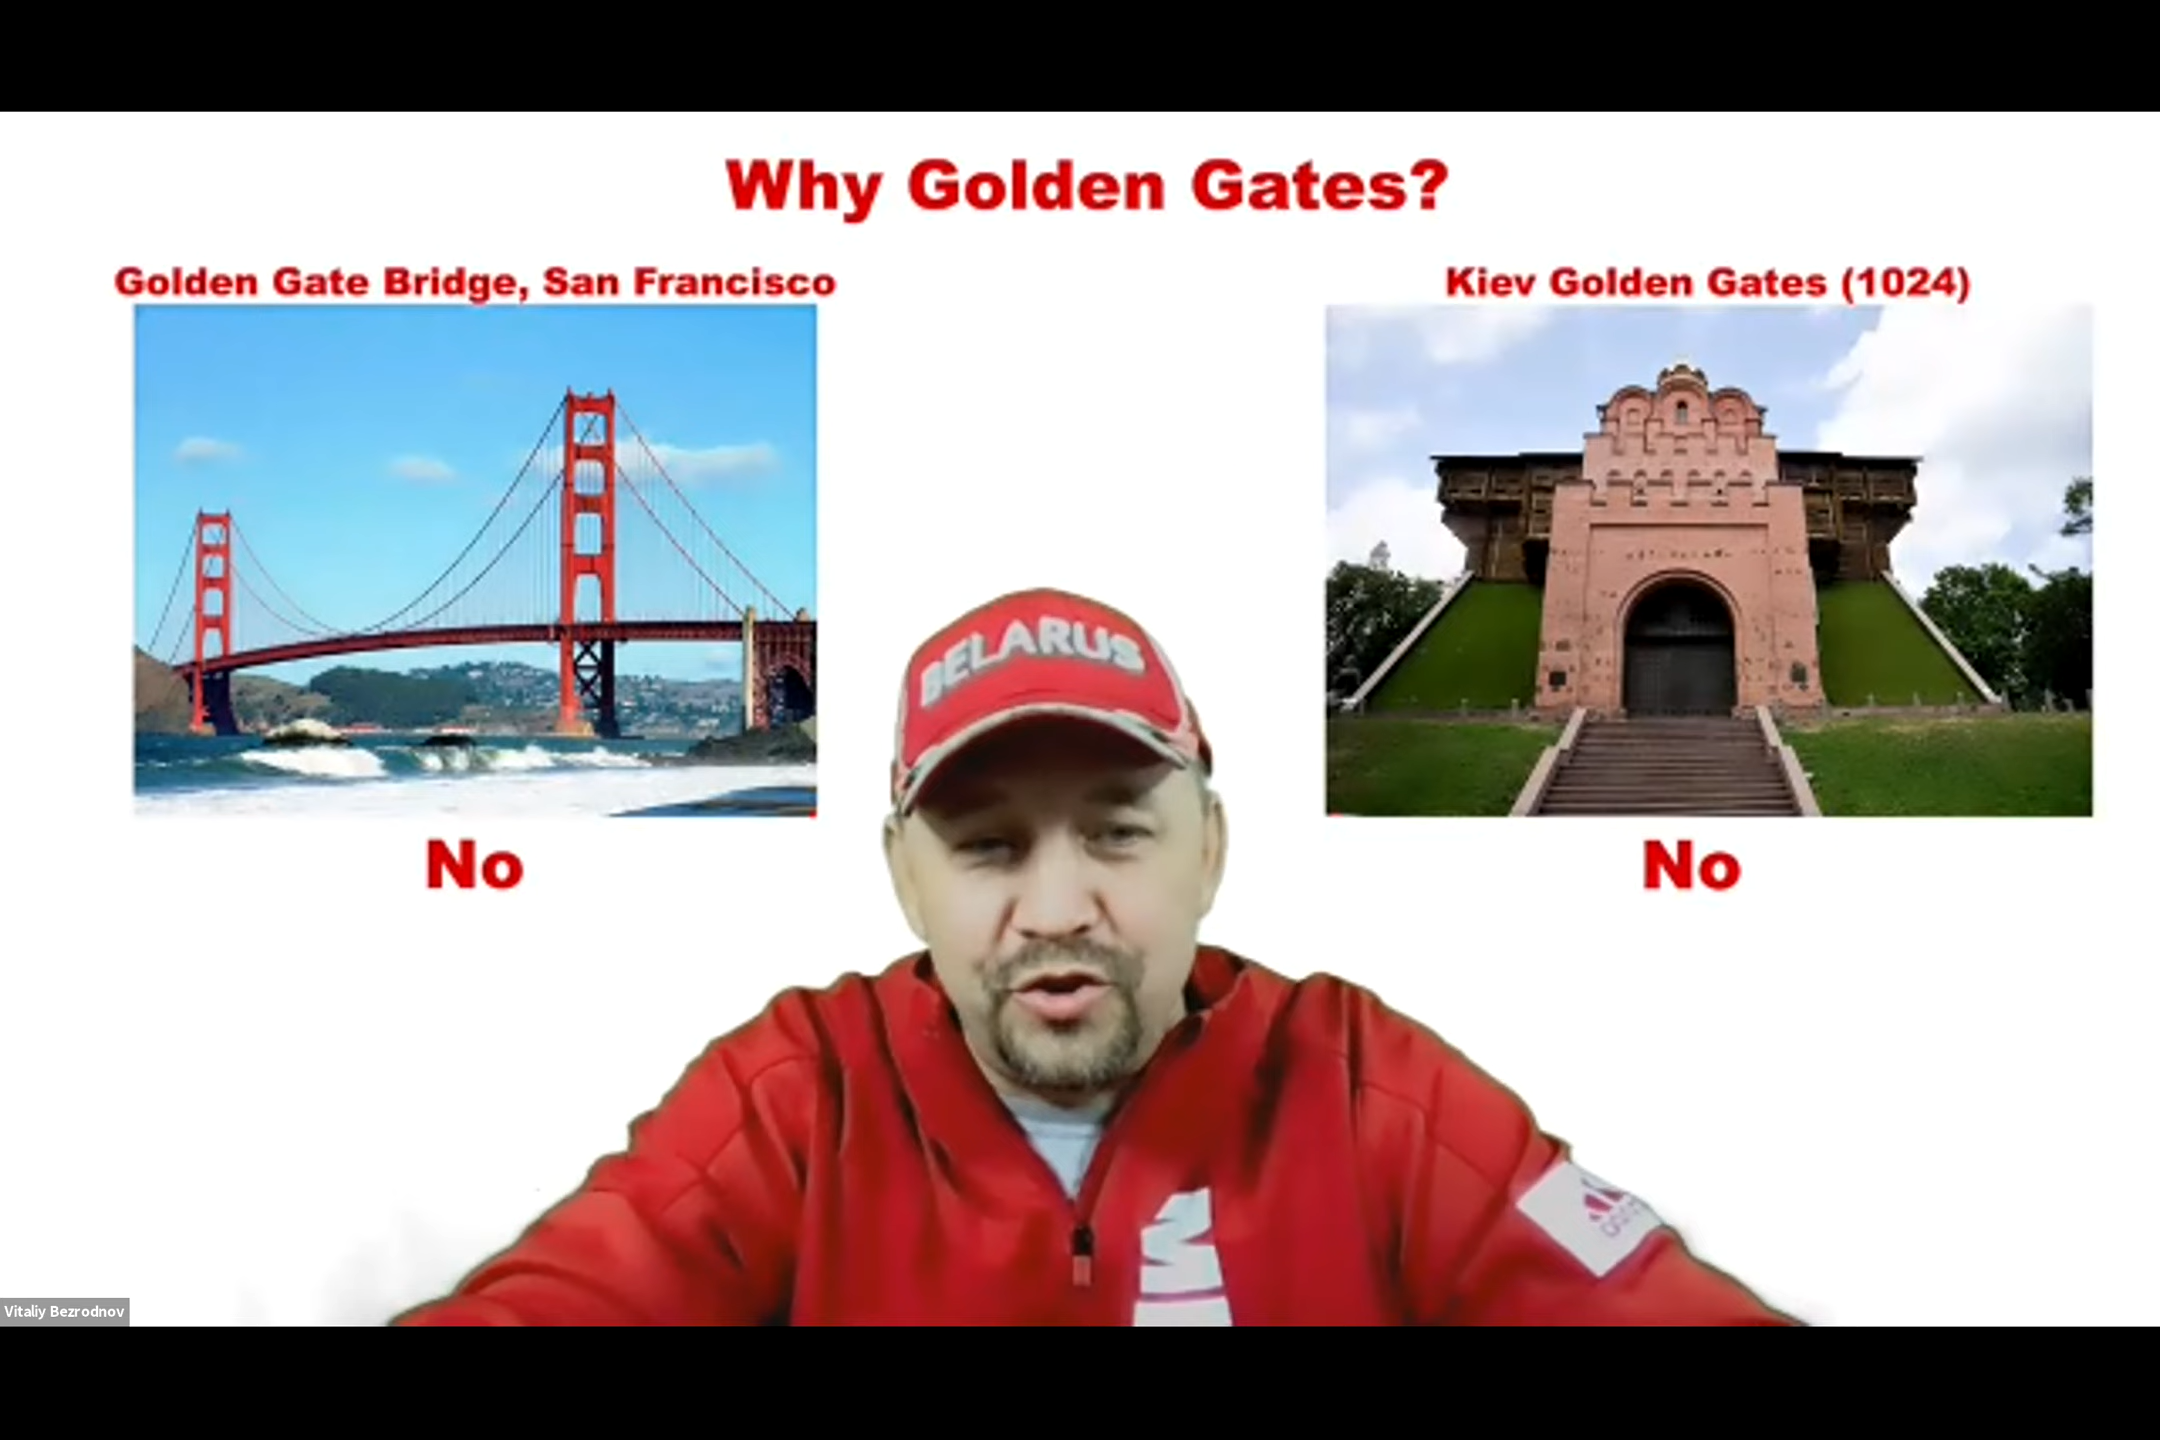 Why Golden Gates?
Golden Gate Bridge, San Francisco
Kiev Golden Gates (1024)
BELARUS
No
No
Vitaliy Bezrodnov